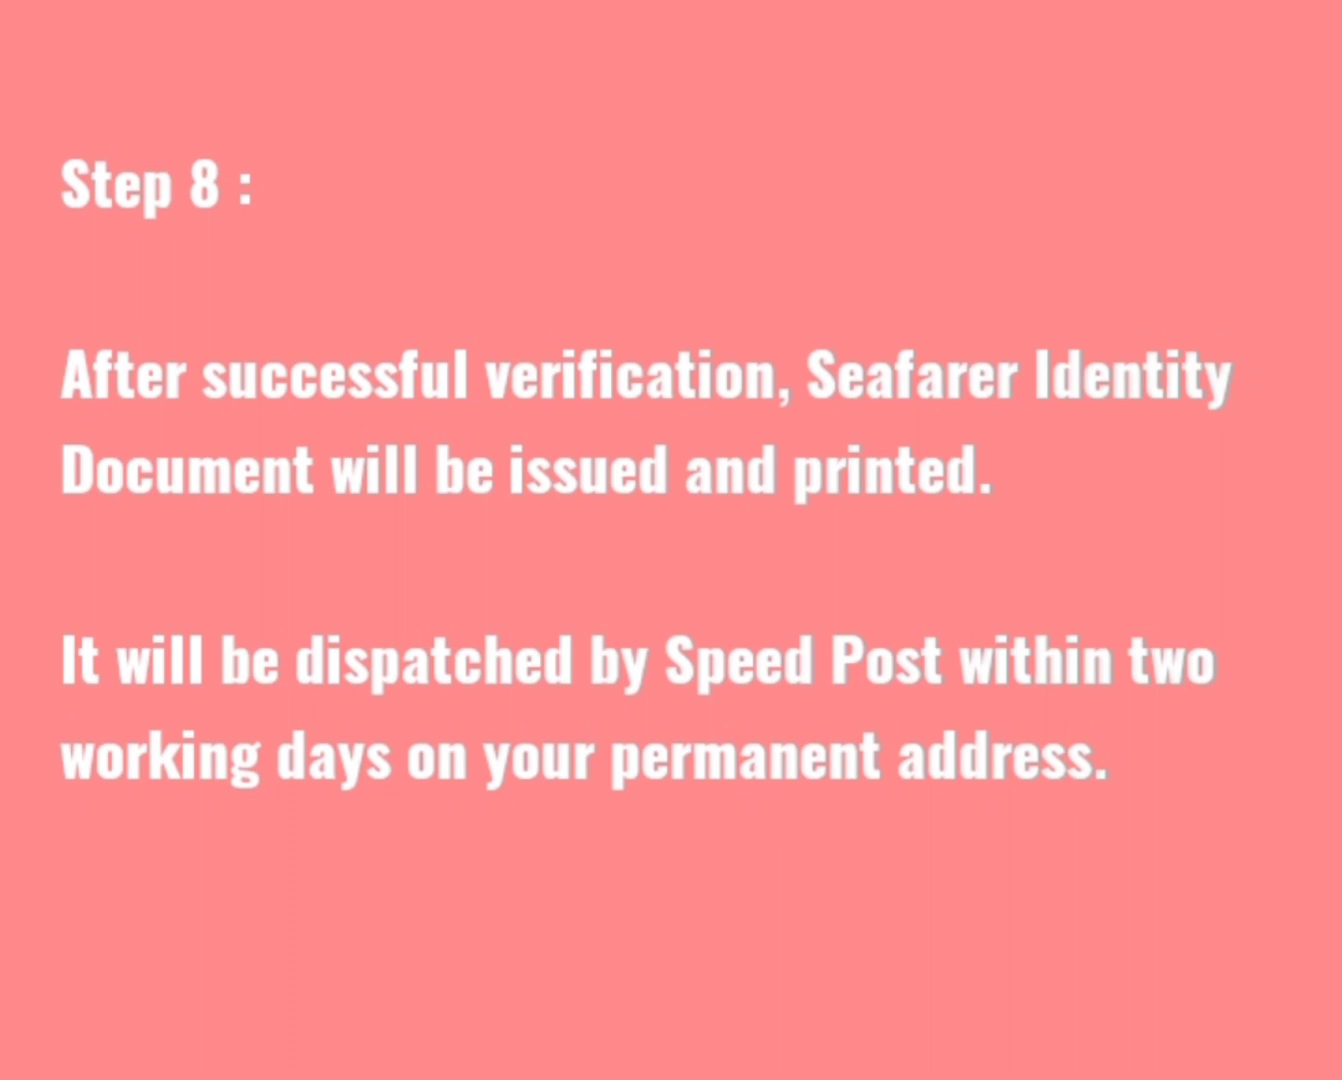 Step 8 :
After successful verification, Seafarer Identity
Document will be issued and printed.
It will be dispatched by Speed Post within two
working days on your permanent address.